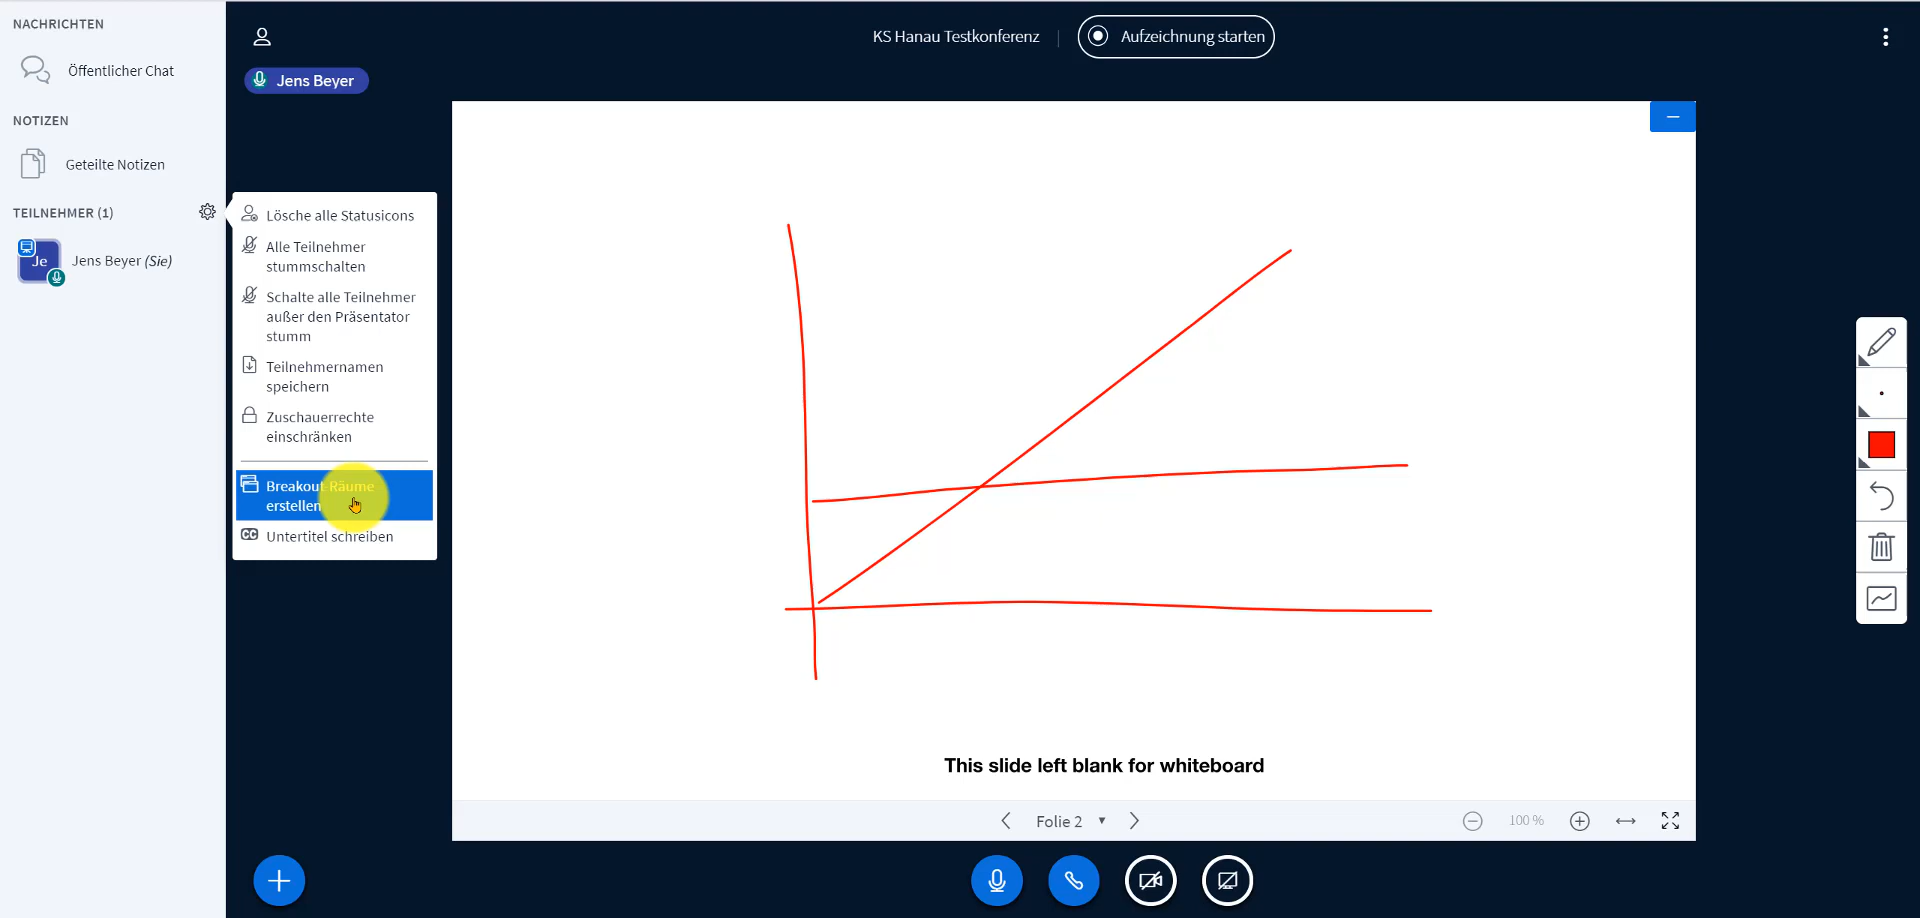 NACHRICHTEN
Öffentlicher Chat
NOTIZEN
Geteilte Notizen
TEILNEHMER (1)
Je
Jens Beyer (Sie)
KS Hanau Testkonferenz
Aufzeichnung starten
Jens Beyer
Lösche alle Statusicons
Alle Teilnehmer
stummschalten
Schalte alle Teilnehmer
außer den Präsentator
stumm
Teilnehmernamen
speichern
Zuschauerrechte
einschränken
Breakout-Räume
erstellen
CC
Untertitel schreiben
This slide left blank for whiteboard
Folie 2
100 %